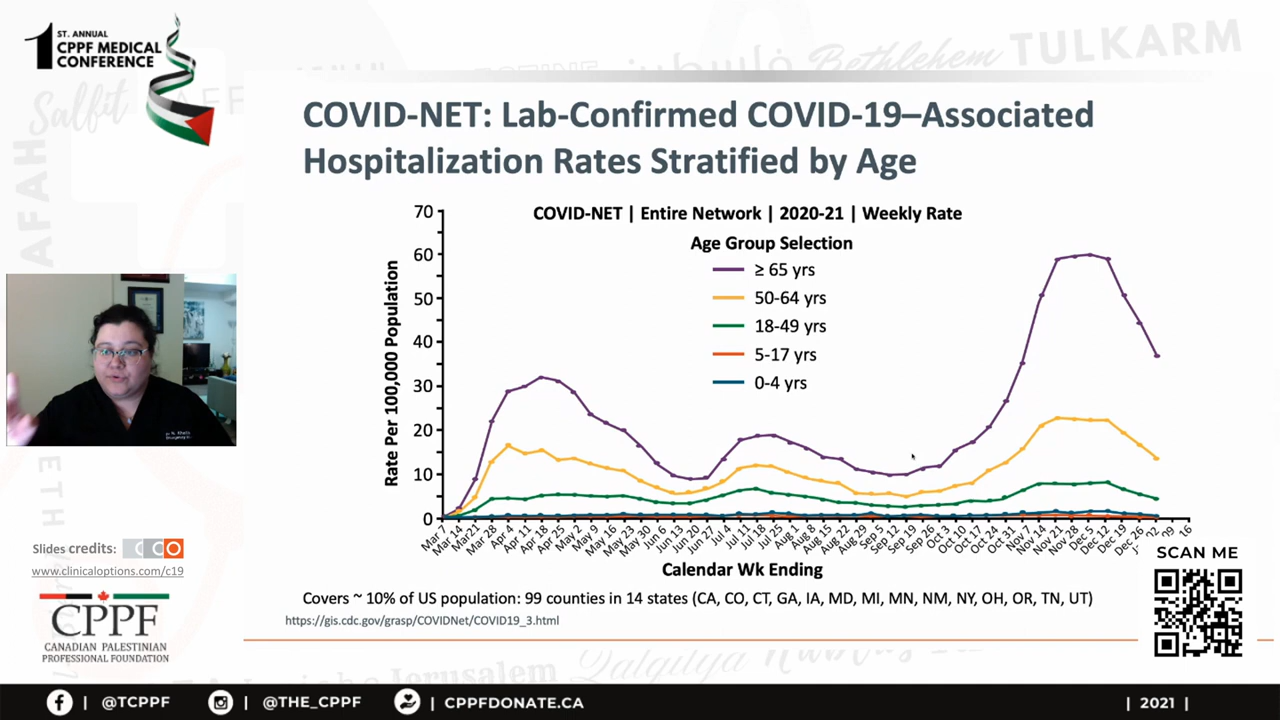 1
ST. ANNUAL
CPPF MEDICAL
CONFERENCE
Salfit
Bethlehem
TULKARM
COVID-NET: Lab-Confirmed COVID-19–Associated
Hospitalization Rates Stratified by Age
COVID-NET | Entire Network | 2020-21 | Weekly Rate
Age Group Selection
≥ 65 yrs
50-64 yrs
18-49 yrs
5-17 yrs
0-4 yrs
Rate Per 100,000 Population
70
60
50
40
30
20
10
0
Mar 14
Mar21
Mar 28
Apr 11
Apr 18
Apr 25
May 2
May 9
May 16
May 23
May 30
Jun 6
Jun 13
Jun 20
Jun 27
Jul 4
Jul 11
Jul 18
Jul 25
Aug 1
Aug 8
Aug 15
Aug 22
Aug 29
Sep 12
Sep 19
Sep 26
Oct 3
Oct 10
Oct 17
Oct 24
Oct 31
Nov 7
Nov 14
Nov 21
Nov 28
Dec 5
Dec 12
Dec 19
Dec 26
02
09
16
Calendar Wk Ending
Covers ~ 10% of US population: 99 counties in 14 states (CA, CO, CT, GA, IA, MD, MI, MN, NM, NY, OH, OR, TN, UT)
https://gis.cdc.gov/grasp/COVIDNet/COVID19_3.html
Slides credits: CCO
www.clinicaloptions.com/c19
CPPF
CANADIAN PALESTINIAN
PROFESSIONAL FOUNDATION
SCAN ME
Jerusalem
Qalqilya
| @TCPPF
| @THE_CPPF
| CPPFDONATE.CA
| 2021 |